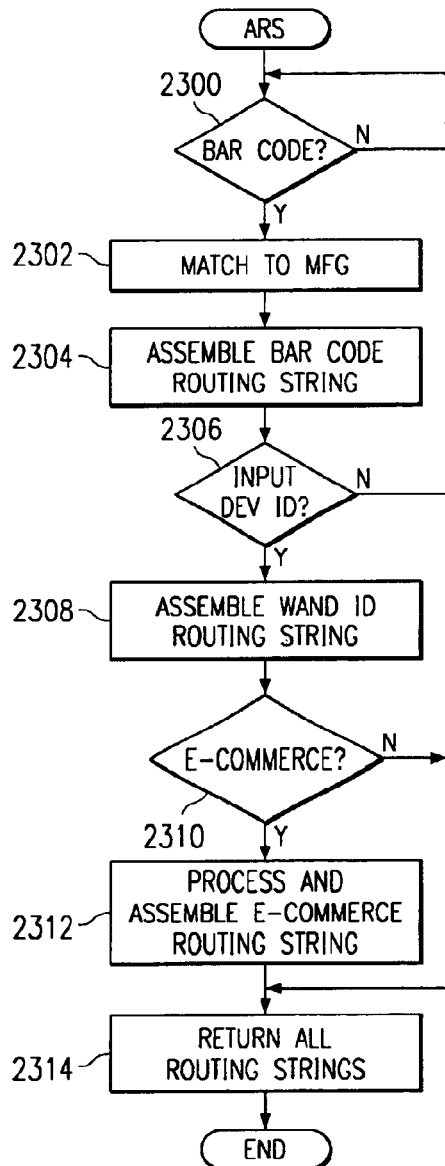 ARS
2300
BAR CODE?
N
Y
2302
MATCH TO MFG
2304
ASSEMBLE BAR CODE
ROUTING STRING
2306
INPUT
DEV ID?
N
Y
2308
ASSEMBLE WAND ID
ROUTING STRING
E-COMMERCE?
N
2310
Y
2312
PROCESS AND
ASSEMBLE E-COMMERCE
ROUTING STRING
2314
RETURN ALL
ROUTING STRINGS
END